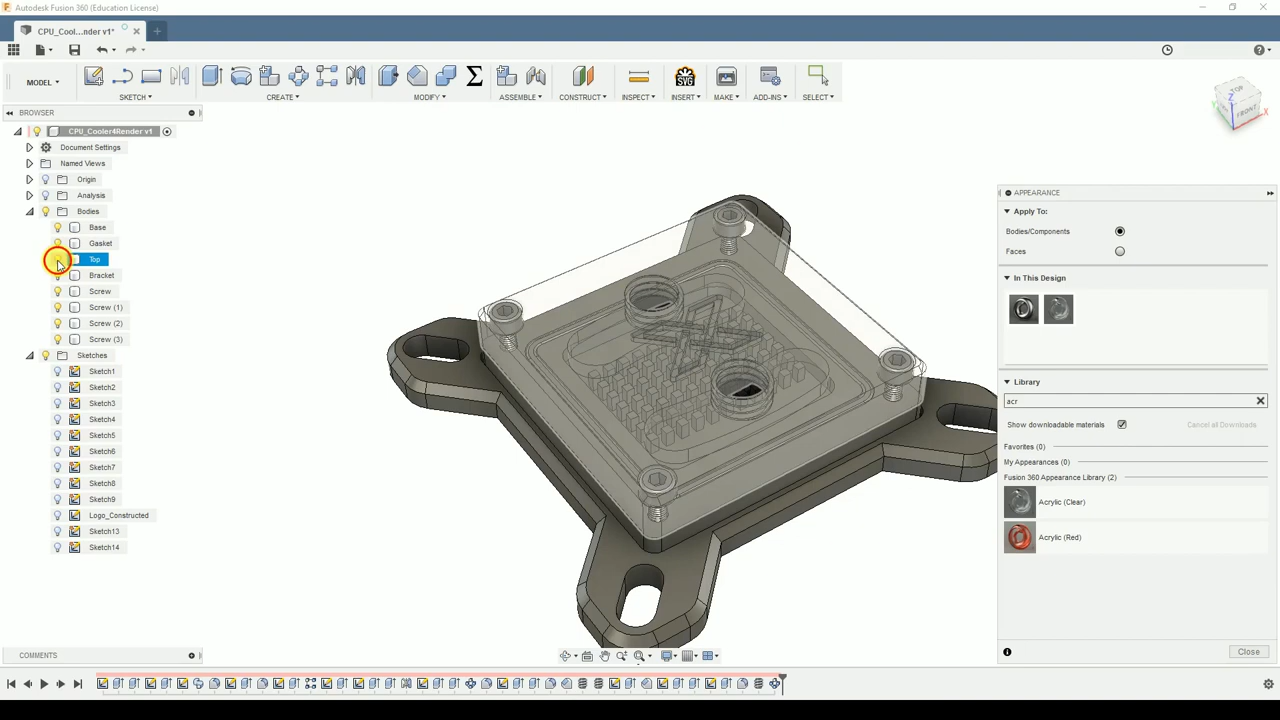 Autodesk Fusion 360 (Education License)
CPU_Cool...nder v1*
MODEL
SKETCH
CREATE
MODIFY
ASSEMBLE
CONSTRUCT
INSPECT
INSERT
MAKE
ADD-INS
SELECT
SVG
BROWSER
CPU_Cooler4Render v1
Document Settings
Named Views
Origin
Analysis
Bodies
Base
Gasket
Top
Bracket
Screw
Screw (1)
Screw (2)
Screw (3)
Sketches
Sketch1
Sketch2
Sketch3
Sketch4
Sketch5
Sketch6
Sketch7
Sketch8
Sketch9
Logo_Constructed
Sketch13
Sketch14
COMMENTS
TOP
FRONT
Z
X
Y
APPEARANCE
Apply To:
Bodies/Components
Faces
In This Design
Library
acr
Show downloadable materials
Cancel all Downloads
Favorites (0)
My Appearances (0)
Fusion 360 Appearance Library (2)
Acrylic (Clear)
Acrylic (Red)
Close